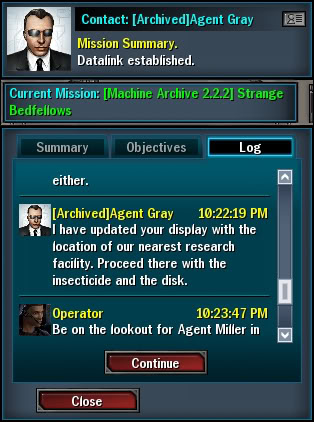 Contact: [Archived]Agent Gray
Mission Summary.
Datalink established.
Current Mission: [Machine Archive 2.2.2] Strange
Bedfellows
Summary Objectives Log
either.
[Archived]Agent Gray 10:22:19 PM
I have updated your display with the
location of our nearest research
facility. Proceed there with the
insecticide and the disk.
Operator 10:23:47 PM
Be on the lookout for Agent Miller in
Continue
Close